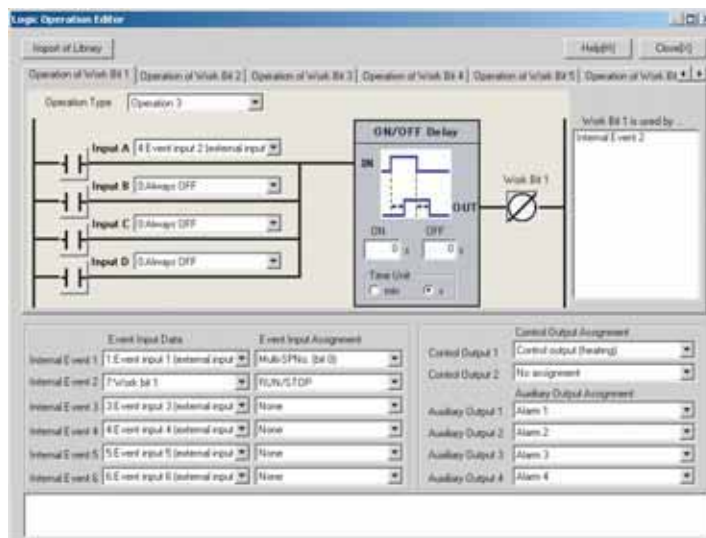 Logic Operation Editor
Import of Library
Help[H]
Close[X]
Operation of Work Bit 1
Operation of Work Bit 2
Operation of Work Bit 3
Operation of Work Bit 4
Operation of Work Bit 5
Operation of Work Bit
Operation Type
Operation 3
Input A
4:Event input 2 (external input
Input B
0:Always OFF
Input C
0:Always OFF
Input D
0:Always OFF
ON/OFF Delay
IN
OUT
ON
OFF
0 s
0 s
Time Unit
min
s
Work Bit 1
Work Bit 1 is used by ...
Internal Event 2
Event Input Data
Event Input Assignment
Internal Event 1
1:Event input 1 (external input
Multi-SP No. (bit 0)
Internal Event 2
7:Work bit 1
RUN/STOP
Internal Event 3
3:Event input 3 (external input
None
Internal Event 4
4:Event input 4 (external input
None
Internal Event 5
5:Event input 5 (external input
None
Internal Event 6
6:Event input 6 (external input
None
Control Output Assignment
Control Output 1
Control output (heating)
Control Output 2
No assignment
Auxiliary Output Assignment
Auxiliary Output 1
Alarm 1
Auxiliary Output 2
Alarm 2
Auxiliary Output 3
Alarm 3
Auxiliary Output 4
Alarm 4